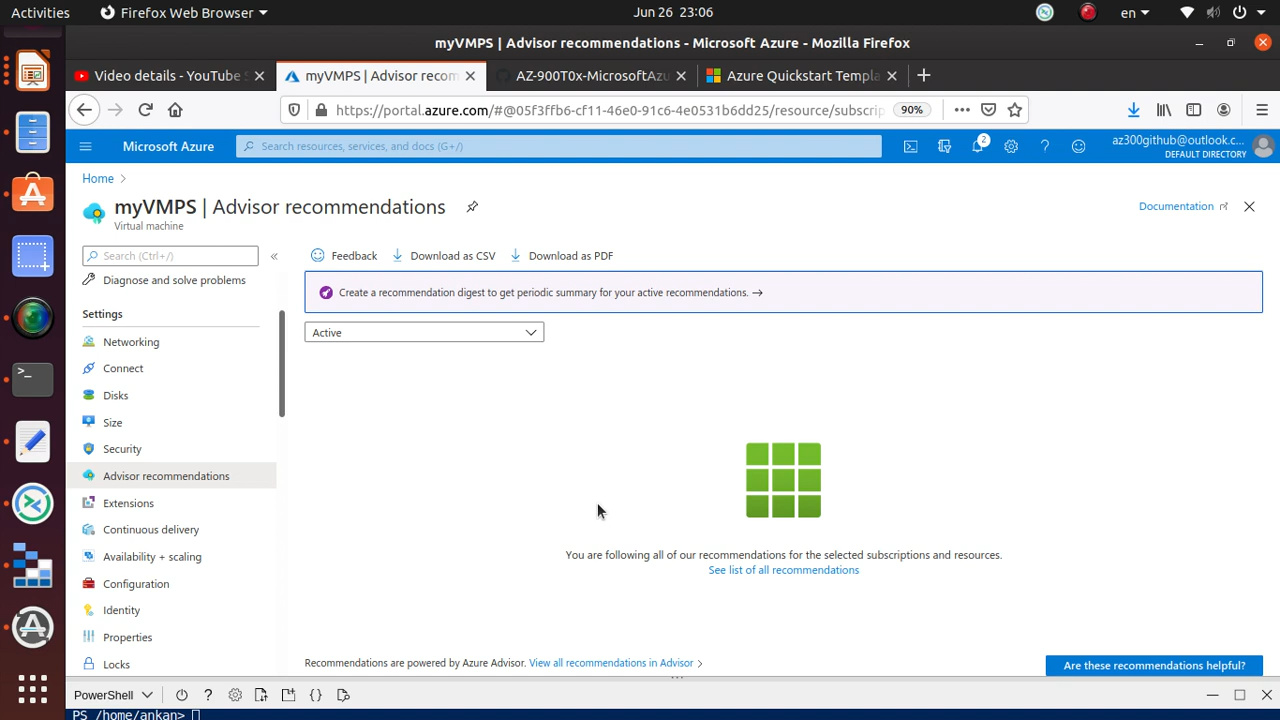 Activities
Firefox Web Browser
Jun 26 23:06
en
myVMPS | Advisor recommendations - Microsoft Azure - Mozilla Firefox
Video details - YouTube S
myVMPS | Advisor recom
AZ-900T0x-MicrosoftAzu
Azure Quickstart Templa
https://portal.azure.com/#@05f3ffb6-cf11-46e0-91c6-4e0531b6dd25/resource/subscrip
90%
Microsoft Azure
Search resources, services, and docs (G+/)
2
az300github@outlook.c...
DEFAULT DIRECTORY
Home
myVMPS | Advisor recommendations
Virtual machine
Documentation
Search (Ctrl+/)
Feedback
Download as CSV
Download as PDF
Diagnose and solve problems
Create a recommendation digest to get periodic summary for your active recommendations. →
Settings
Active
Networking
Connect
Disks
Size
Security
Advisor recommendations
Extensions
Continuous delivery
Availability + scaling
Configuration
Identity
Properties
Locks
You are following all of our recommendations for the selected subscriptions and resources.
See list of all recommendations
Recommendations are powered by Azure Advisor. View all recommendations in Advisor
Are these recommendations helpful?
PowerShell
PS /home/ankan>